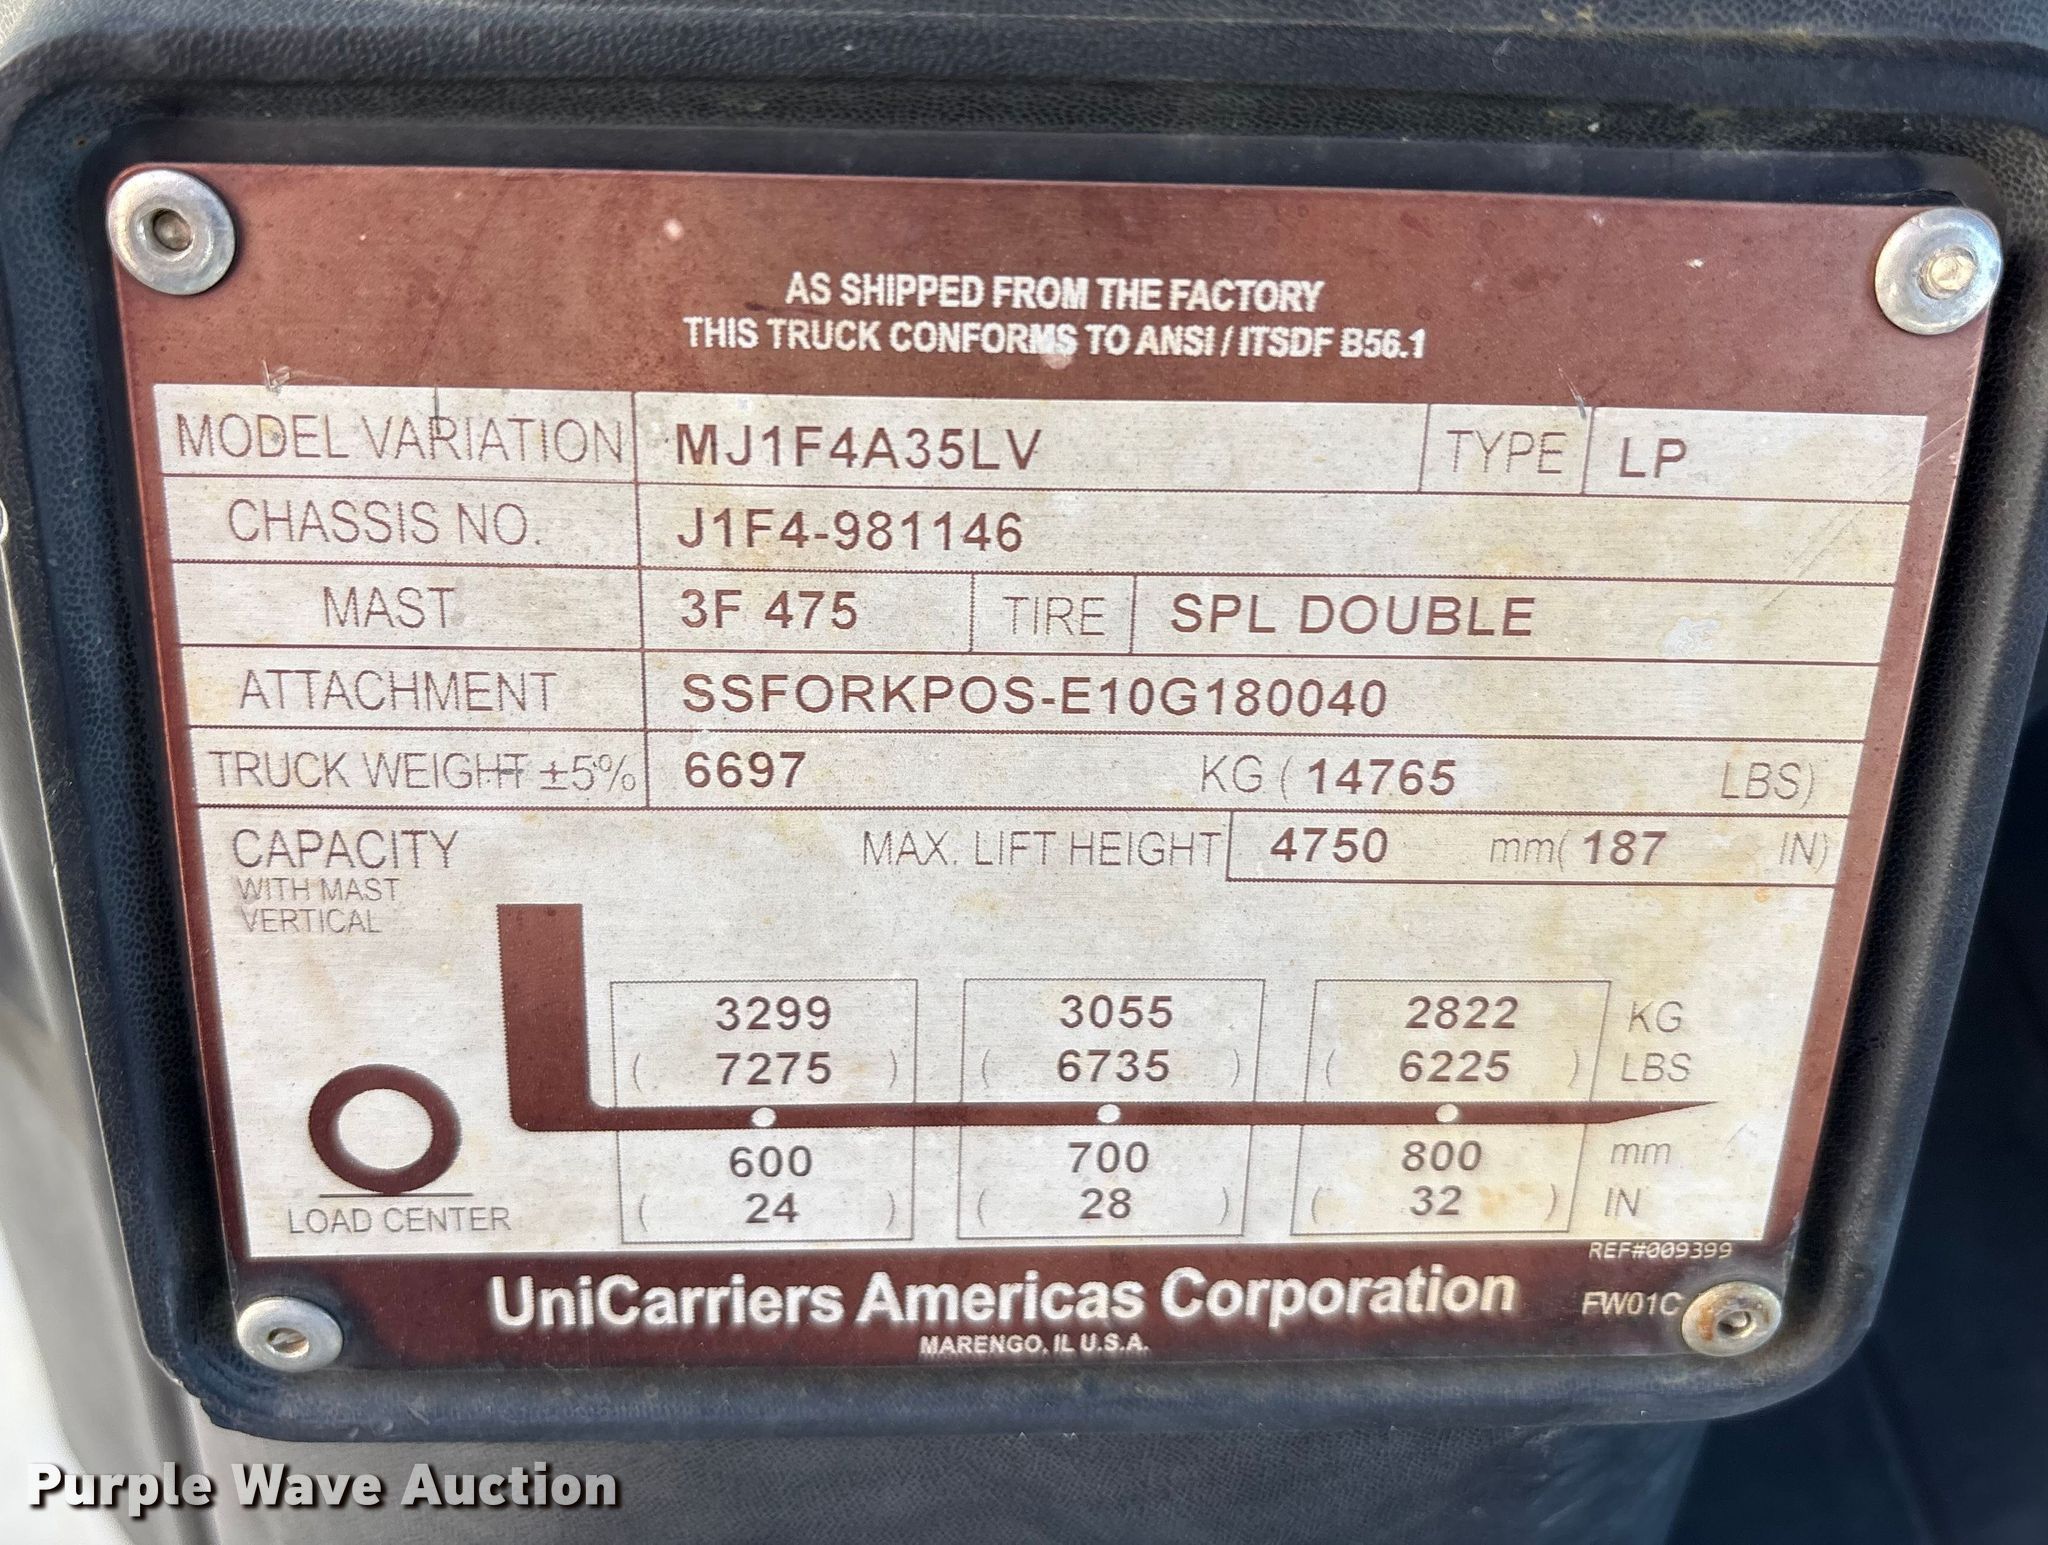 AS SHIPPED FROM THE FACTORY
THIS TRUCK CONFORMS TO ANSI / ITSDF B56.1
MODEL VARIATION MJ1F4A35LV TYPE LP
CHASSIS NO. J1F4-981146
MAST 3F 475 TIRE SPL DOUBLE
ATTACHMENT SSFORKPOS-E10G180040
TRUCK WEIGHT ±5% 6697 KG ( 14765 LBS)
CAPACITY MAX. LIFT HEIGHT 4750 mm( 187 IN)
WITH MAST
VERTICAL
3299 3055 2822 KG
( 7275 ) ( 6735 ) ( 6225 ) LBS
600 700 800 mm
( 24 ) ( 28 ) ( 32 ) IN
LOAD CENTER
REF#009399
UniCarriers Americas Corporation FW01C
MARENGO, IL U.S.A.
Purple Wave Auction